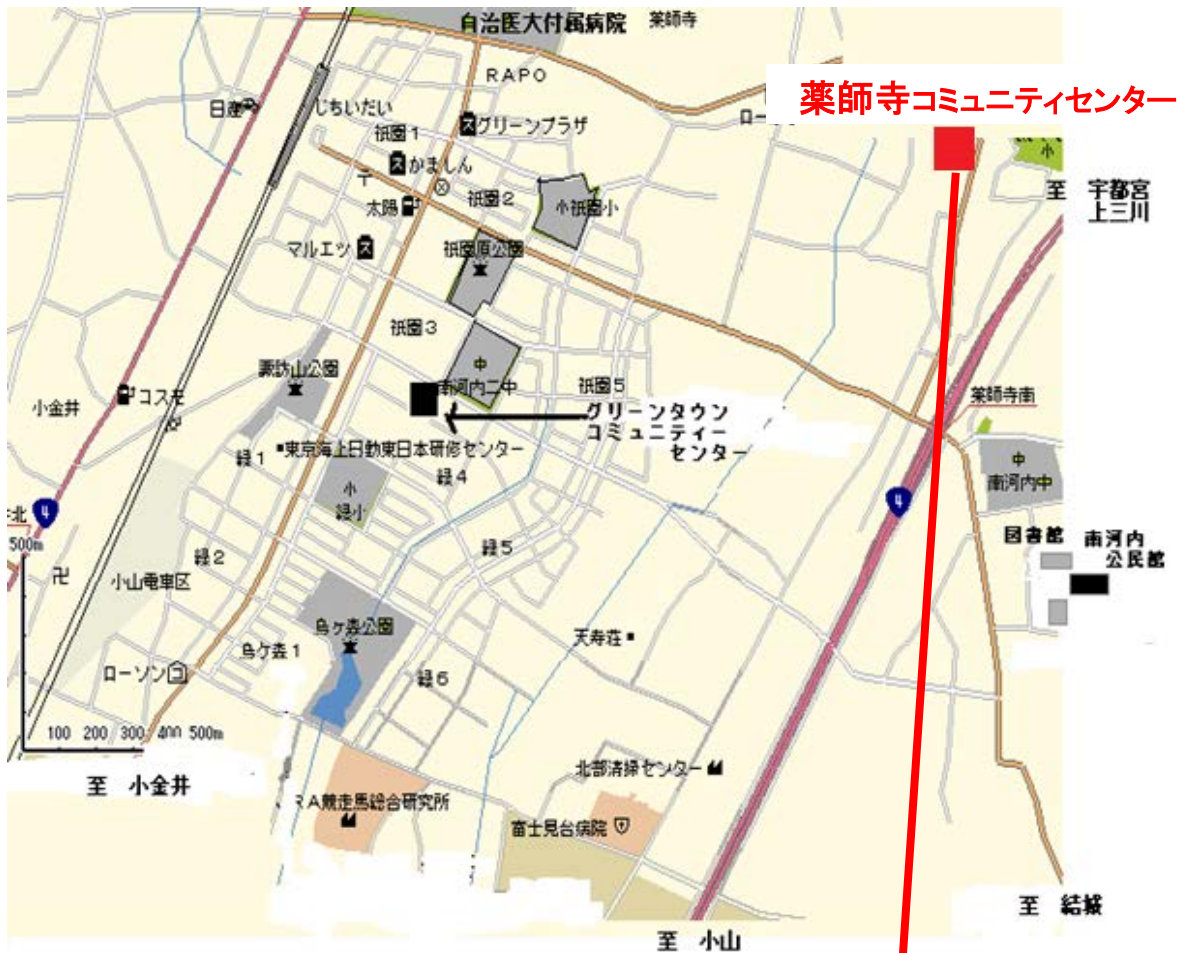 自治医大付属病院
薬師寺
RAPO
薬師寺コミュニティセンター
日産
じちいだい
祇園1
グリーンプラザ
かましん
小
至 宇都宮
上三川
太陽
祇園2
小祇園小
マルエツ
祇園原公園
祇園3
中
南河内二中
諏訪山公園
祇園5
グリーンタウン
コミュニティー
センター
薬師寺南
小金井
コスモ
緑1
東京海上日動東日本研修センター
緑4
小
緑小
中
南河内中
4
4
北
500m
図書館
南河内
公民館
緑5
緑2
卍
小山電車区
烏ヶ森公園
烏ケ森1
天寿荘
ローソン
緑6
100 200 300 400 500m
至 小金井
北部清掃センター
RA競走馬総合研究所
富士見台病院
至 結城
至 小山